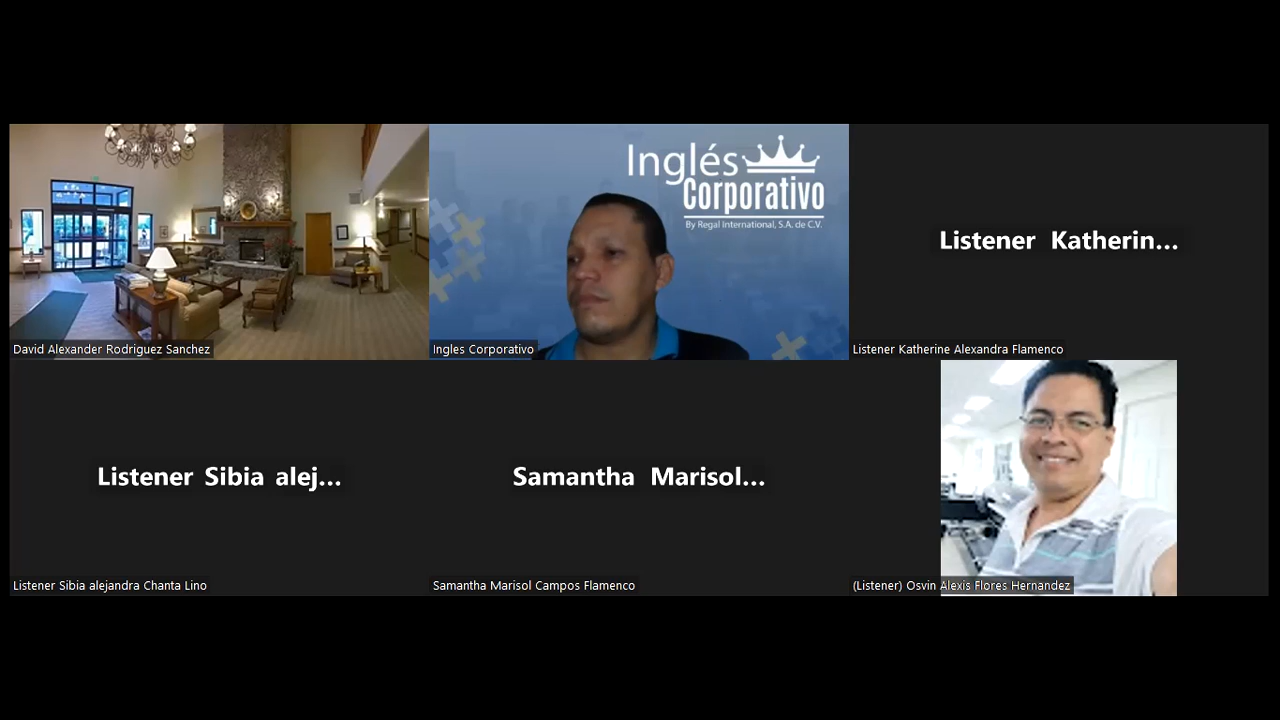 Inglés
Corporativo
By Regal International, S.A. de C.V.
Listener Katherin...
David Alexander Rodriguez Sanchez
Ingles Corporativo
Listener Katherine Alexandra Flamenco
Listener Sibia alej...
Samantha Marisol...
Listener Sibia alejandra Chanta Lino
Samantha Marisol Campos Flamenco
(Listener) Osvin Alexis Flores Hernandez